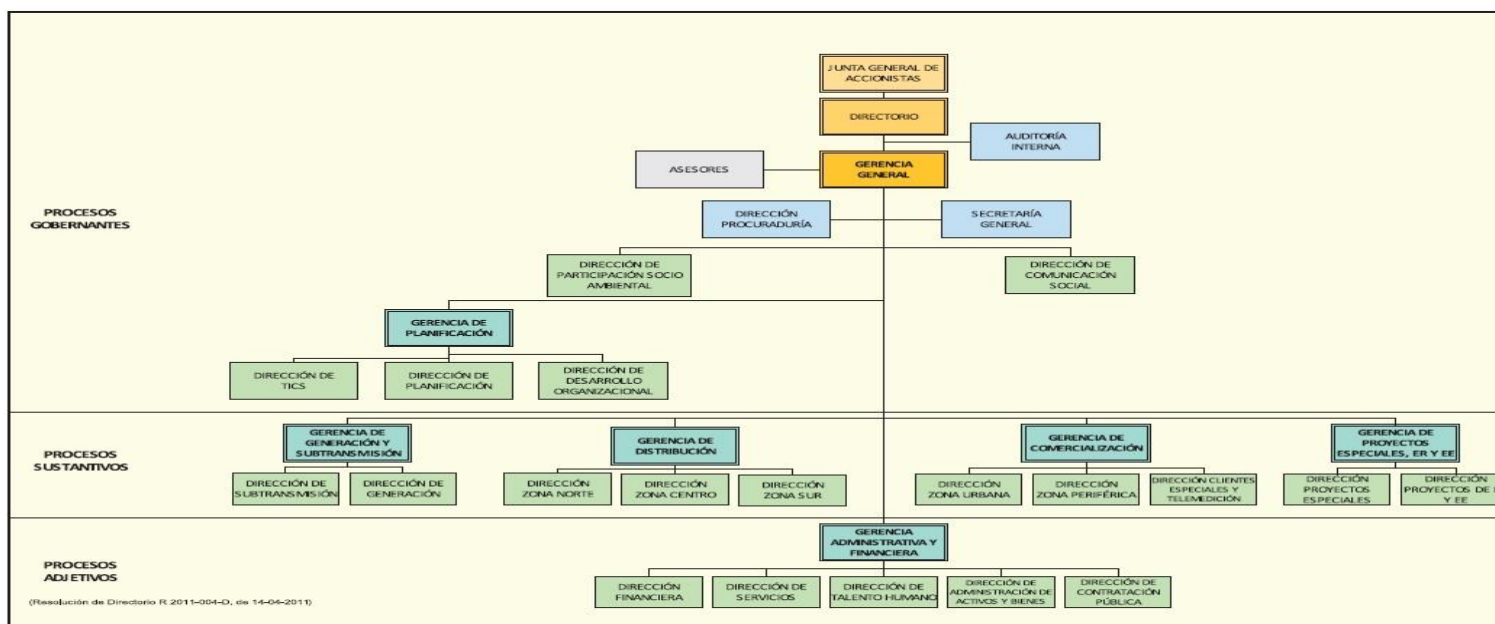 JUNTA GENERAL DE
ACCIONISTAS
DIRECTORIO
AUDITORÍA
INTERNA
ASESORES
GERENCIA
GENERAL
PROCESOS
GOBERNANTES
DIRECCIÓN
PROCURADURÍA
SECRETARÍA
GENERAL
DIRECCIÓN DE
PARTICIPACIÓN SOCIO
AMBIENTAL
DIRECCIÓN DE
COMUNICACIÓN
SOCIAL
GERENCIA DE
PLANIFICACIÓN
DIRECCIÓN DE
TICS
DIRECCIÓN DE
PLANIFICACIÓN
DIRECCIÓN DE
DESARROLLO
ORGANIZACIONAL
PROCESOS
SUSTANTIVOS
GERENCIA DE
GENERACIÓN Y
SUBTRANSMISIÓN
GERENCIA DE
DISTRIBUCIÓN
GERENCIA DE
COMERCIALIZACIÓN
GERENCIA DE
PROYECTOS
ESPECIALES, ER Y EE
DIRECCIÓN DE
SUBTRANSMISIÓN
DIRECCIÓN DE
GENERACIÓN
DIRECCIÓN
ZONA NORTE
DIRECCIÓN
ZONA CENTRO
DIRECCIÓN
ZONA SUR
DIRECCIÓN
ZONA URBANA
DIRECCIÓN
ZONA PERIFÉRICA
DIRECCIÓN CLIENTES
ESPECIALES Y
TELEMEDICIÓN
DIRECCIÓN
PROYECTOS
ESPECIALES
DIRECCIÓN
PROYECTOS DE
Y EE
PROCESOS
ADJETIVOS
GERENCIA
ADMINISTRATIVA Y
FINANCIERA
DIRECCIÓN
FINANCIERA
DIRECCIÓN DE
SERVICIOS
DIRECCIÓN DE
TALENTO HUMANO
DIRECCIÓN DE
ADMINISTRACIÓN DE
ACTIVOS Y BIENES
DIRECCIÓN DE
CONTRATACIÓN
PÚBLICA
(Resolución de Directorio R 2011-004-D, de 14-04-2011)